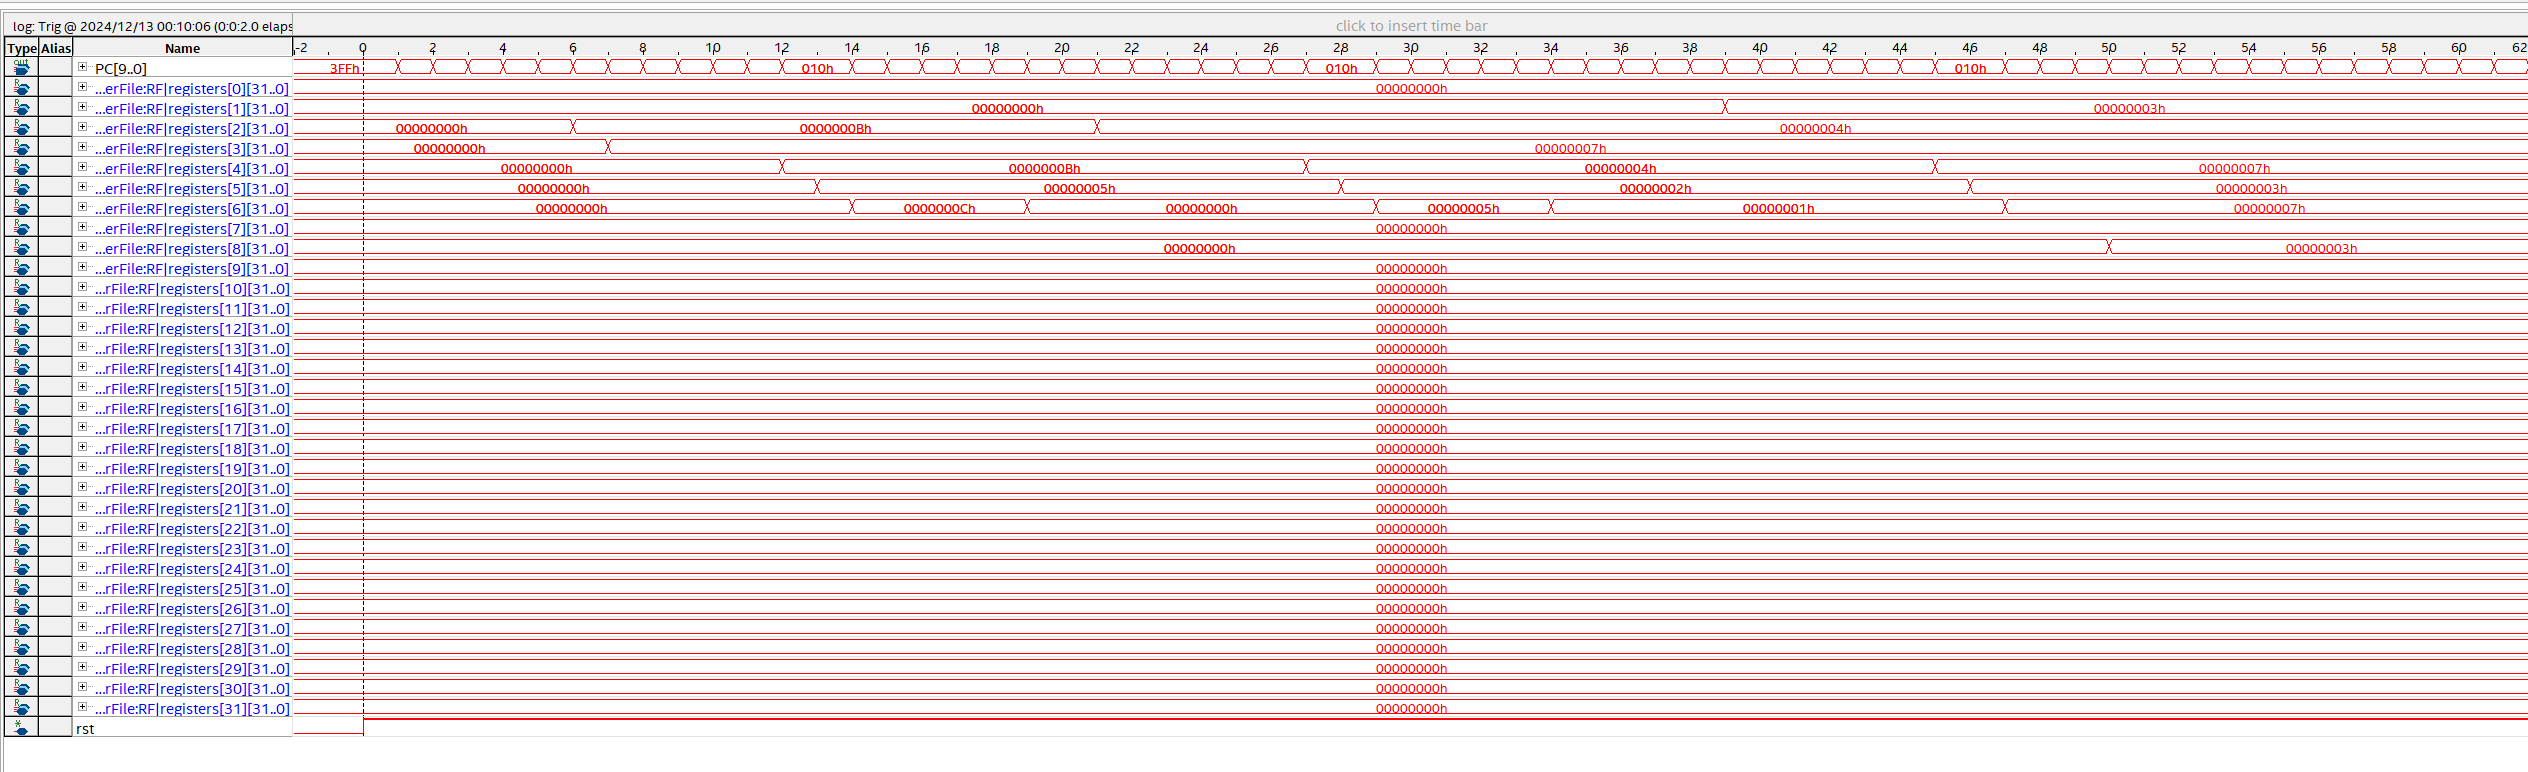 log: Trig @ 2024/12/13 00:10:06 (0:0:2.0 elaps click to insert time bar
Type Alias Name -2 0 2 4 6 8 10 12 14 16 18 20 22 24 26 28 30 32 34 36 38 40 42 44 46 48 50 52 54 56 58 60 62
PC[9..0] 3FFh 010h 010h 010h
...erFile:RF|registers[0][31..0] 00000000h
...erFile:RF|registers[1][31..0] 00000000h 00000003h
...erFile:RF|registers[2][31..0] 00000000h 0000000Bh 00000004h
...erFile:RF|registers[3][31..0] 00000000h 00000007h
...erFile:RF|registers[4][31..0] 00000000h 0000000Bh 00000004h 00000007h
...erFile:RF|registers[5][31..0] 00000000h 00000005h 00000002h 00000003h
...erFile:RF|registers[6][31..0] 00000000h 0000000Ch 00000000h 00000005h 00000001h 00000007h
...erFile:RF|registers[7][31..0] 00000000h
...erFile:RF|registers[8][31..0] 00000000h 00000003h
...erFile:RF|registers[9][31..0] 00000000h
...rFile:RF|registers[10][31..0] 00000000h
...rFile:RF|registers[11][31..0] 00000000h
...rFile:RF|registers[12][31..0] 00000000h
...rFile:RF|registers[13][31..0] 00000000h
...rFile:RF|registers[14][31..0] 00000000h
...rFile:RF|registers[15][31..0] 00000000h
...rFile:RF|registers[16][31..0] 00000000h
...rFile:RF|registers[17][31..0] 00000000h
...rFile:RF|registers[18][31..0] 00000000h
...rFile:RF|registers[19][31..0] 00000000h
...rFile:RF|registers[20][31..0] 00000000h
...rFile:RF|registers[21][31..0] 00000000h
...rFile:RF|registers[22][31..0] 00000000h
...rFile:RF|registers[23][31..0] 00000000h
...rFile:RF|registers[24][31..0] 00000000h
...rFile:RF|registers[25][31..0] 00000000h
...rFile:RF|registers[26][31..0] 00000000h
...rFile:RF|registers[27][31..0] 00000000h
...rFile:RF|registers[28][31..0] 00000000h
...rFile:RF|registers[29][31..0] 00000000h
...rFile:RF|registers[30][31..0] 00000000h
...rFile:RF|registers[31][31..0] 00000000h
rst